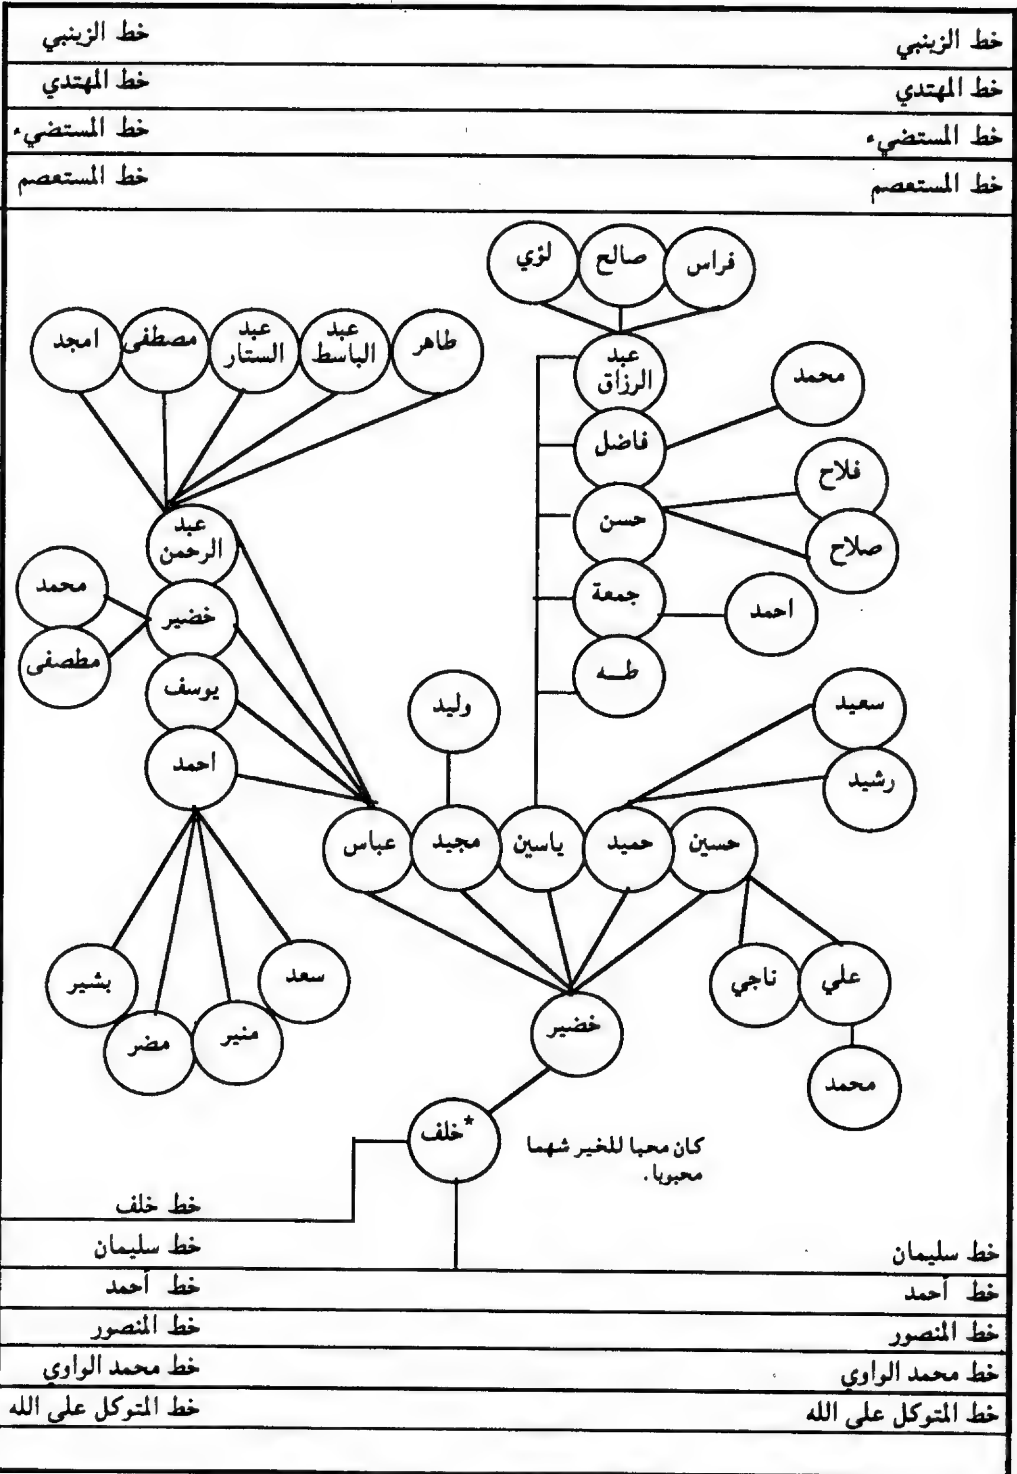 خط الزينبي خط الزينبي
خط المهتدي خط المهتدي
خط المستضيء خط المستضيء
خط المستعصم خط المستعصم
فراس
صالح
لؤي
طاهر
عبد
الباسط
عبد
الستار
مصطفى
امجد
عبد
الرزاق
محمد
فاضل
فلاح
حسن
صلاح
جمعة
احمد
طه
عبد
الرحمن
محمد
خضير
مطصفى
يوسف
احمد
وليد
سعيد
رشيد
حسين
حميد
ياسين
مجيد
عباس
سعد
منير
مضر
بشير
علي
ناجي
محمد
خضير
*خلف
كان محبا للخير شهما
محبوبا.
خط خلف
خط سليمان خط سليمان
خط أحمد خط أحمد
خط المنصور خط المنصور
خط محمد الراوي خط محمد الراوي
خط المتوكل على الله خط المتوكل على الله